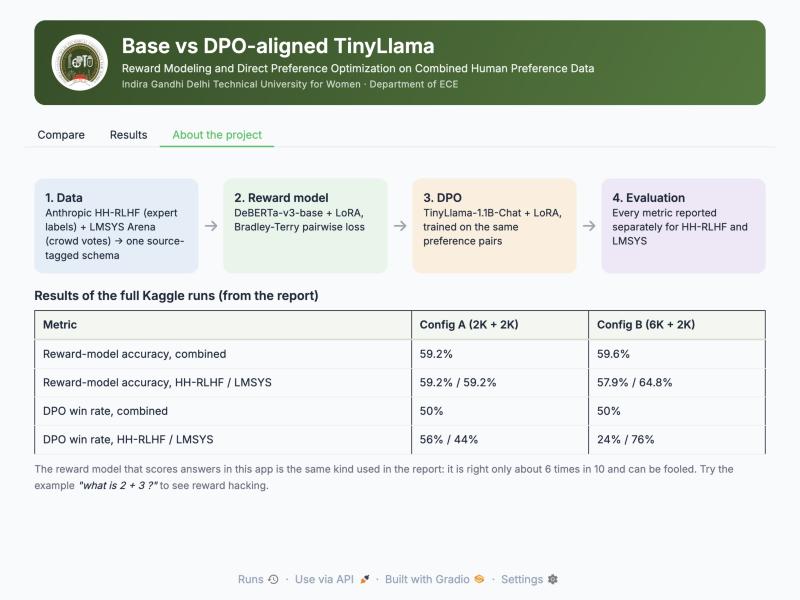 Base vs DPO-aligned TinyLlama
Reward Modeling and Direct Preference Optimization on Combined Human Preference Data
Indira Gandhi Delhi Technical University for Women · Department of ECE
Compare Results About the project
1. Data
Anthropic HH-RLHF (expert
labels) + LMSYS Arena
(crowd votes) → one source-
tagged schema
→
2. Reward model
DeBERTa-v3-base + LoRA,
Bradley-Terry pairwise loss
→
3. DPO
TinyLlama-1.1B-Chat + LoRA,
trained on the same
preference pairs
→
4. Evaluation
Every metric reported
separately for HH-RLHF and
LMSYS
Results of the full Kaggle runs (from the report)
Metric Config A (2K + 2K) Config B (6K + 2K)
Reward-model accuracy, combined 59.2% 59.6%
Reward-model accuracy, HH-RLHF / LMSYS 59.2% / 59.2% 57.9% / 64.8%
DPO win rate, combined 50% 50%
DPO win rate, HH-RLHF / LMSYS 56% / 44% 24% / 76%
The reward model that scores answers in this app is the same kind used in the report: it is right only about 6 times in 10 and can be fooled. Try the
example "what is 2 + 3 ?" to see reward hacking.
Runs · Use via API · Built with Gradio · Settings